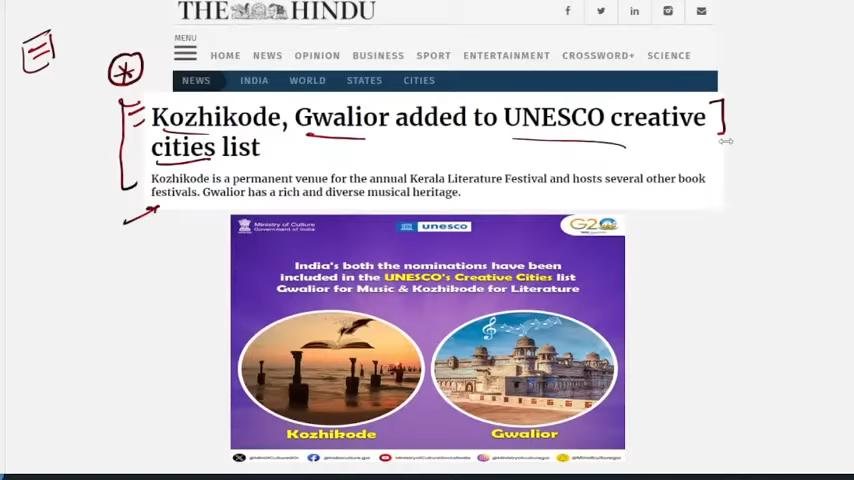 THE HINDU
MENU
HOME NEWS OPINION BUSINESS SPORT ENTERTAINMENT CROSSWORD+ SCIENCE
NEWS INDIA WORLD STATES CITIES
Kozhikode, Gwalior added to UNESCO creative
cities list
Kozhikode is a permanent venue for the annual Kerala Literature Festival and hosts several other book
festivals. Gwalior has a rich and diverse musical heritage.
Ministry of Culture
Government of India
unesco
G20
India's both the nominations have been
included in the UNESCO's Creative Cities list
Gwalior for Music & Kozhikode for Literature
Kozhikode
Gwalior